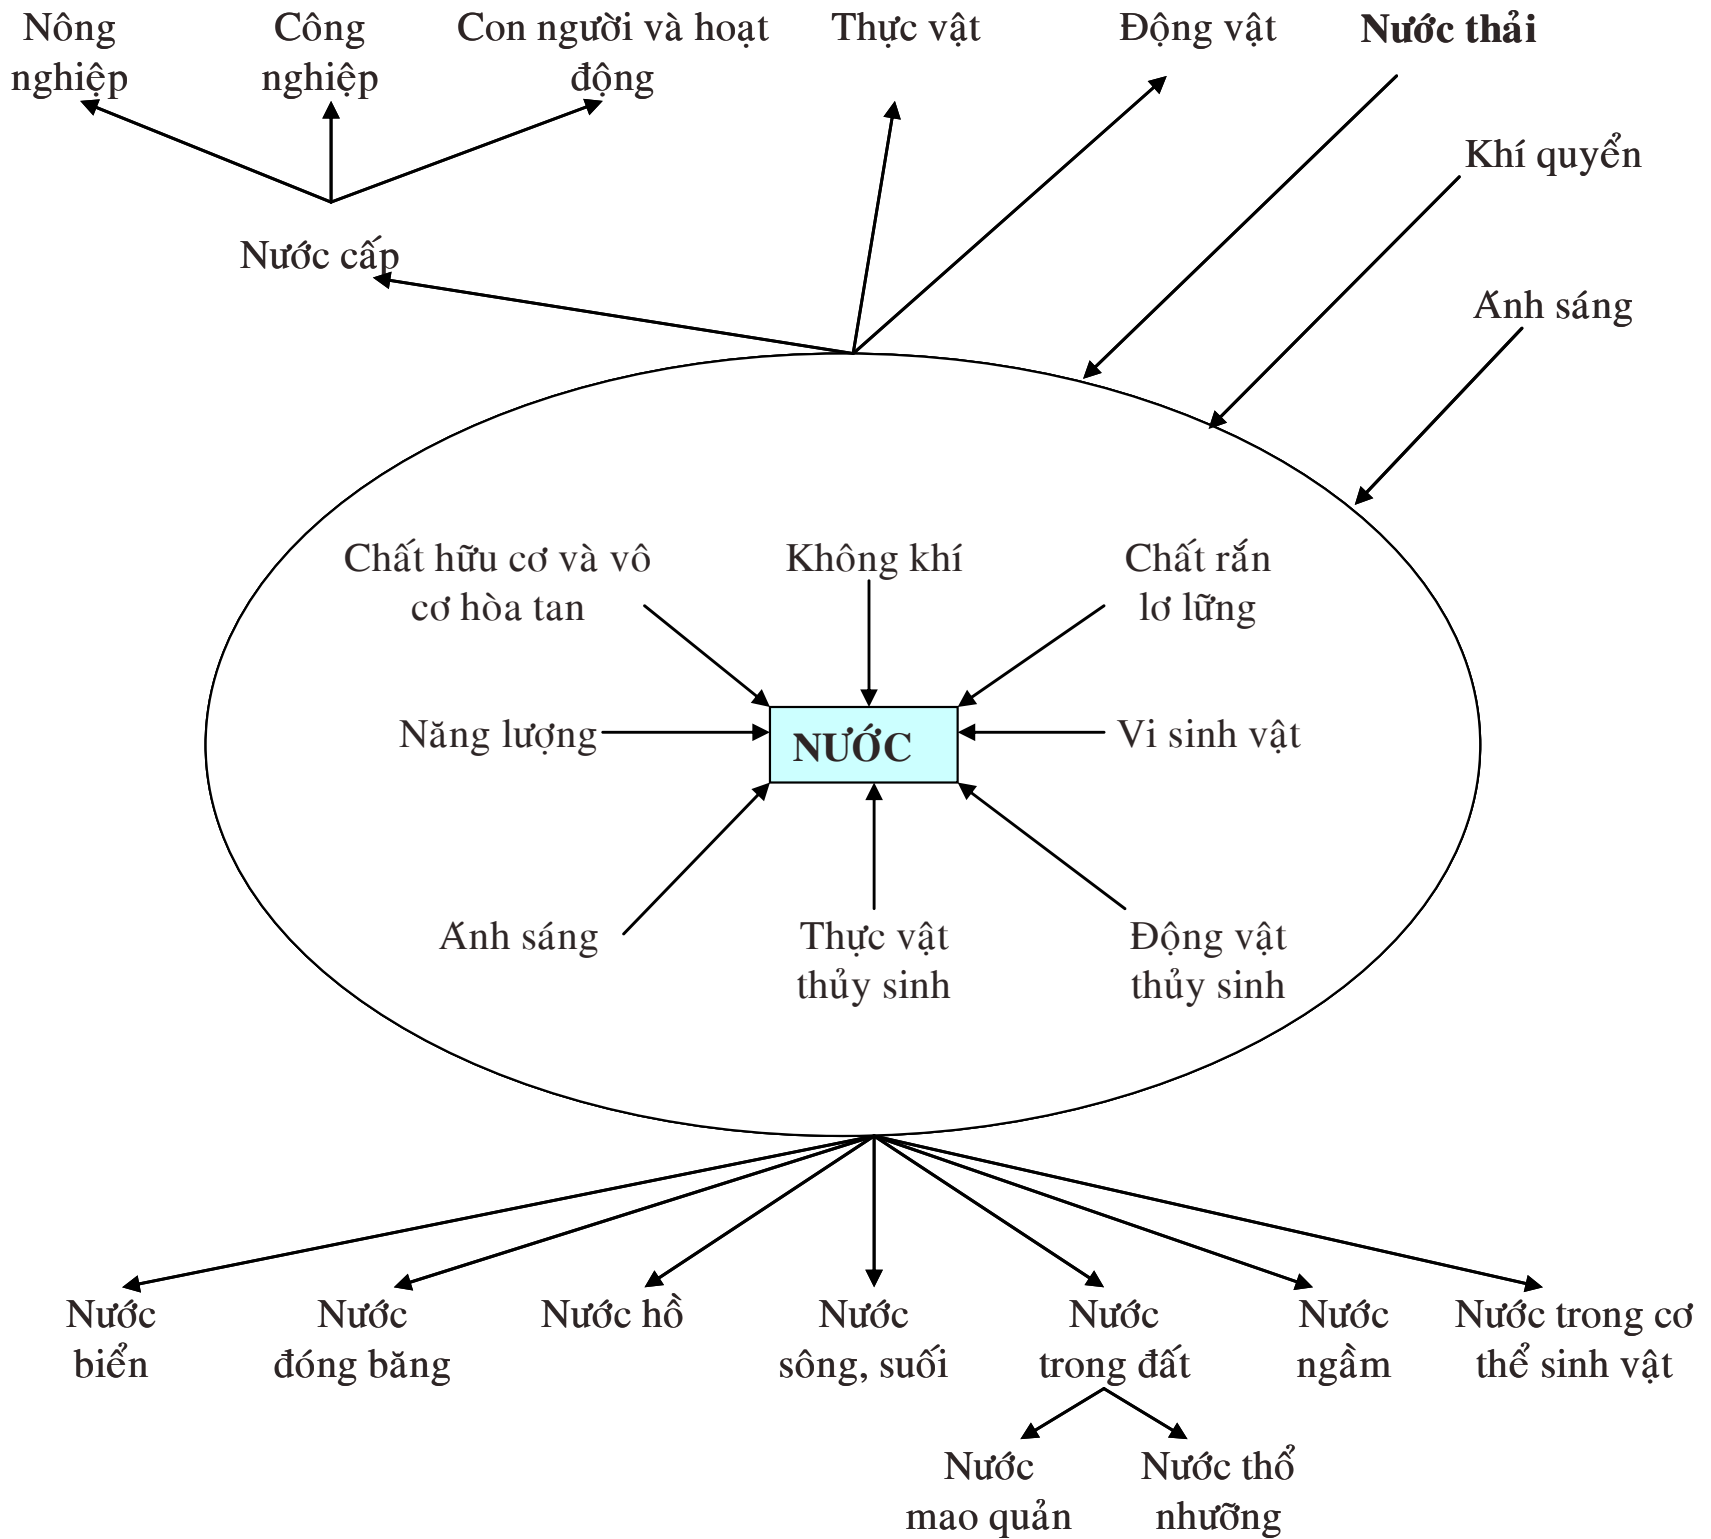 Nông
nghiệp
Công
nghiệp
Con người và hoạt
động
Thực vật
Động vật
Nước thải
Khí quyển
Nước cấp
Ánh sáng
Chất hữu cơ và vô
cơ hòa tan
Không khí
Chất rắn
lơ lững
Năng lượng
NƯỚC
Vi sinh vật
Ánh sáng
Thực vật
thủy sinh
Động vật
thủy sinh
Nước
biển
Nước
đóng băng
Nước hồ
Nước
sông, suối
Nước
trong đất
Nước
ngầm
Nước trong cơ
thể sinh vật
Nước
mao quản
Nước thổ
nhưỡng